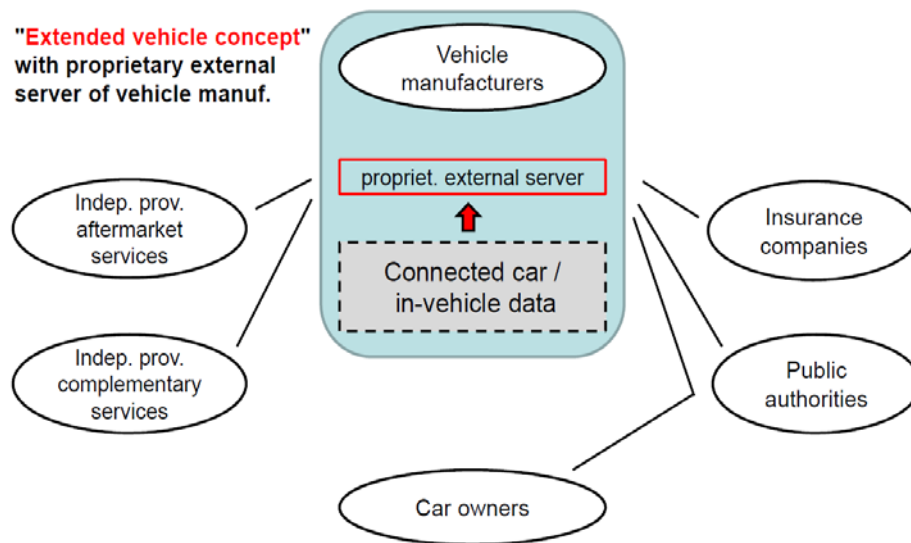 "Extended vehicle concept"
with proprietary external
server of vehicle manuf.
Vehicle
manufacturers
propriet. external server
Connected car /
in-vehicle data
Indep. prov.
aftermarket
services
Indep. prov.
complementary
services
Insurance
companies
Public
authorities
Car owners